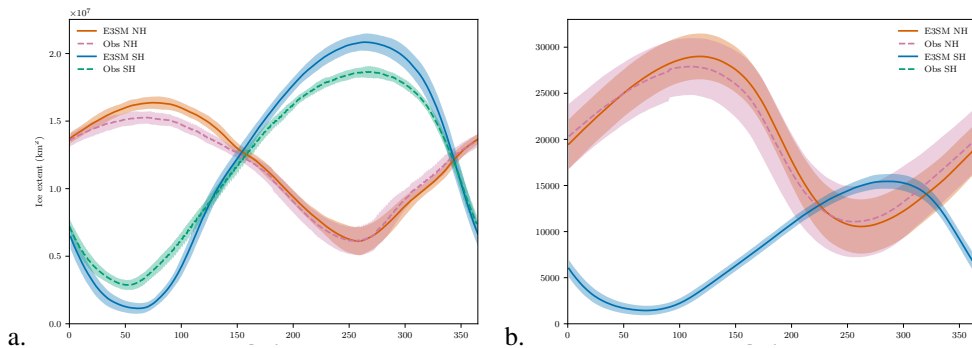 ×10⁷
E3SM NH
Obs NH
E3SM SH
Obs SH
2.0
1.5
1.0
0.5
0.0
Ice extent (km²)
0 50 100 150 200 250 300 350
a.
E3SM NH
Obs NH
E3SM SH
Obs SH
30000
25000
20000
15000
10000
5000
0
0 50 100 150 200 250 300 350
b.